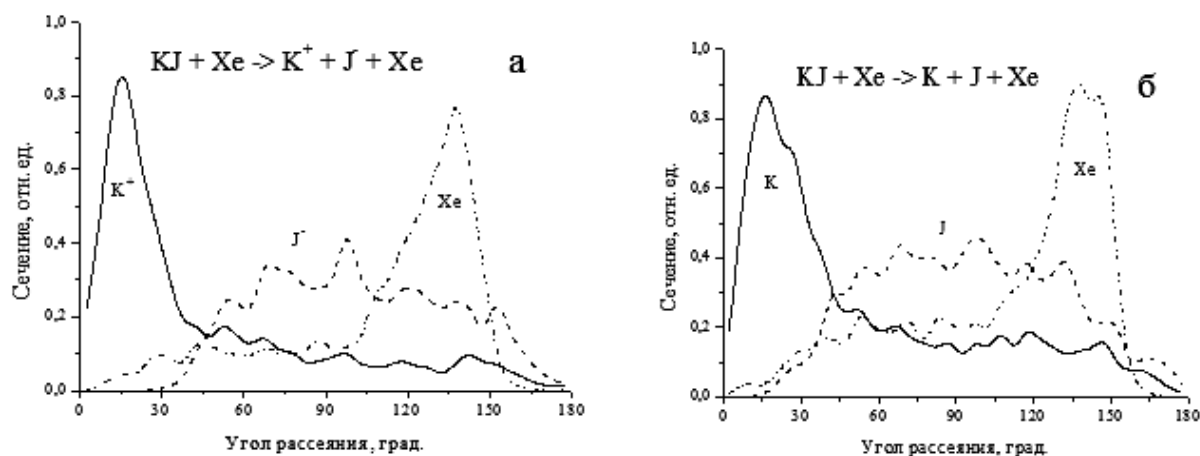 1,0
0,8
0,6
0,4
0,2
0,0
Сечение, отн. ед.
KJ + Xe -> K⁺ + J⁻ + Xe
а
K⁺
J⁻
Xe
0 30 60 90 120 150 180
Угол рассеяния, град.
1,0
0,8
0,6
0,4
0,2
0,0
Сечение, отн. ед.
KJ + Xe -> K + J + Xe
б
K
J
Xe
0 30 60 90 120 150 180
Угол рассеяния, град.